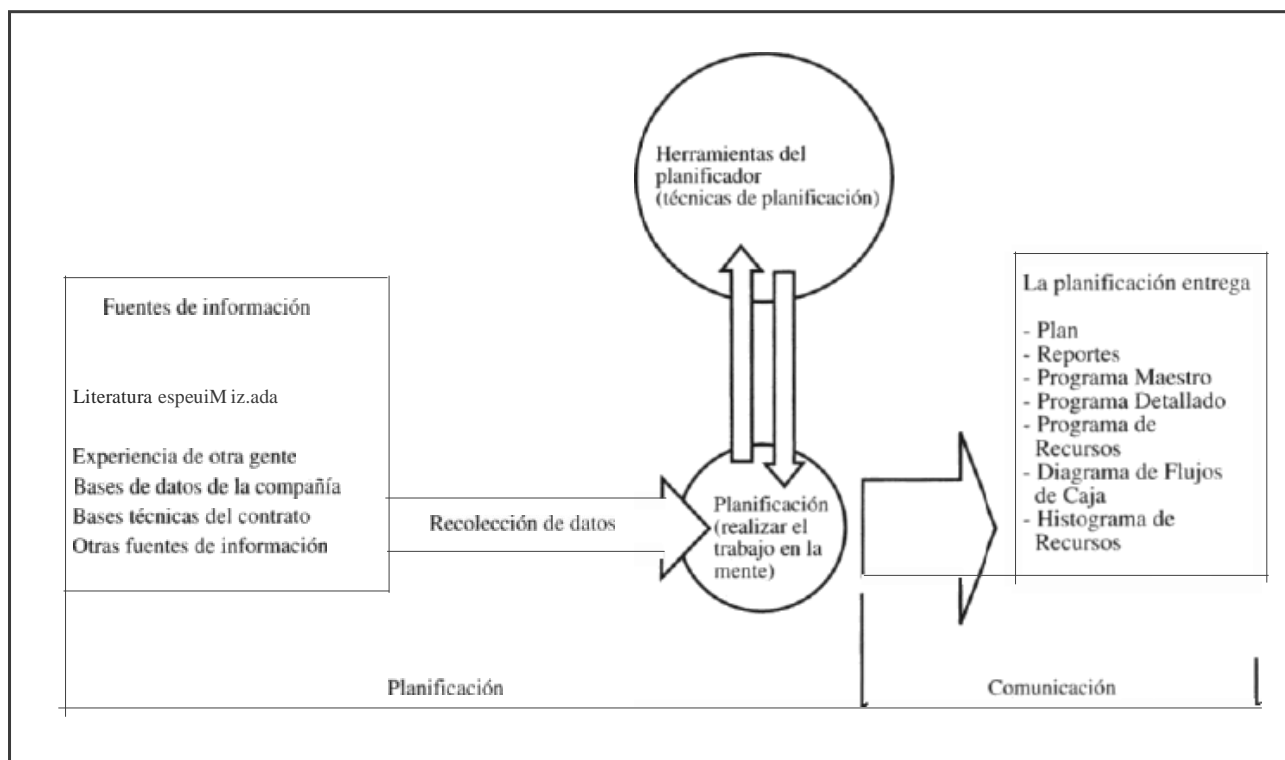 Herramientas del
planificador
(técnicas de planificación)
Fuentes de información
Literatura espeuiM iz.ada
Experiencia de otra gente
Bases de datos de la compañía
Bases técnicas del contrato
Otras fuentes de información
Recolección de datos
Planificación
(realizar el
trabajo en la
mente)
La planificación entrega
- Plan
- Reportes
- Programa Maestro
- Programa Detallado
- Programa de
Recursos
- Diagrama de Flujos
de Caja
- Histograma de
Recursos
Planificación
Comunicación